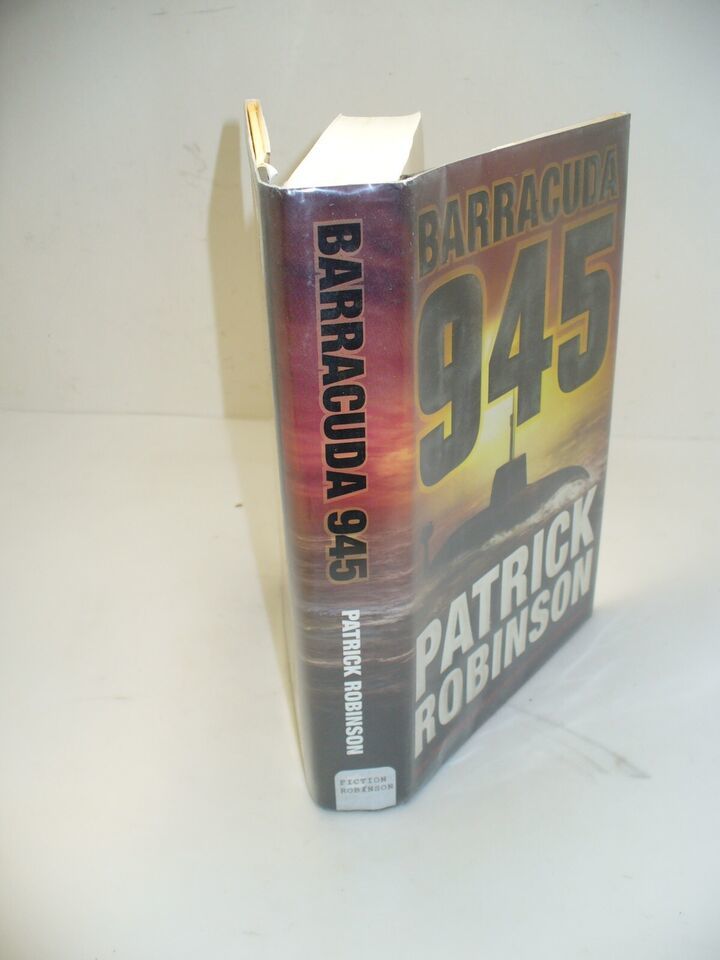 BARRACUDA 945
PATRICK ROBINSON
FICTION
ROBINSON
BARRACUDA
945
PATRICK
ROBINSON